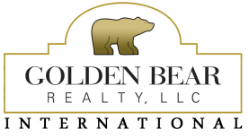 GOLDEN BEAR
REALTY, LLC
INTERNATIONAL